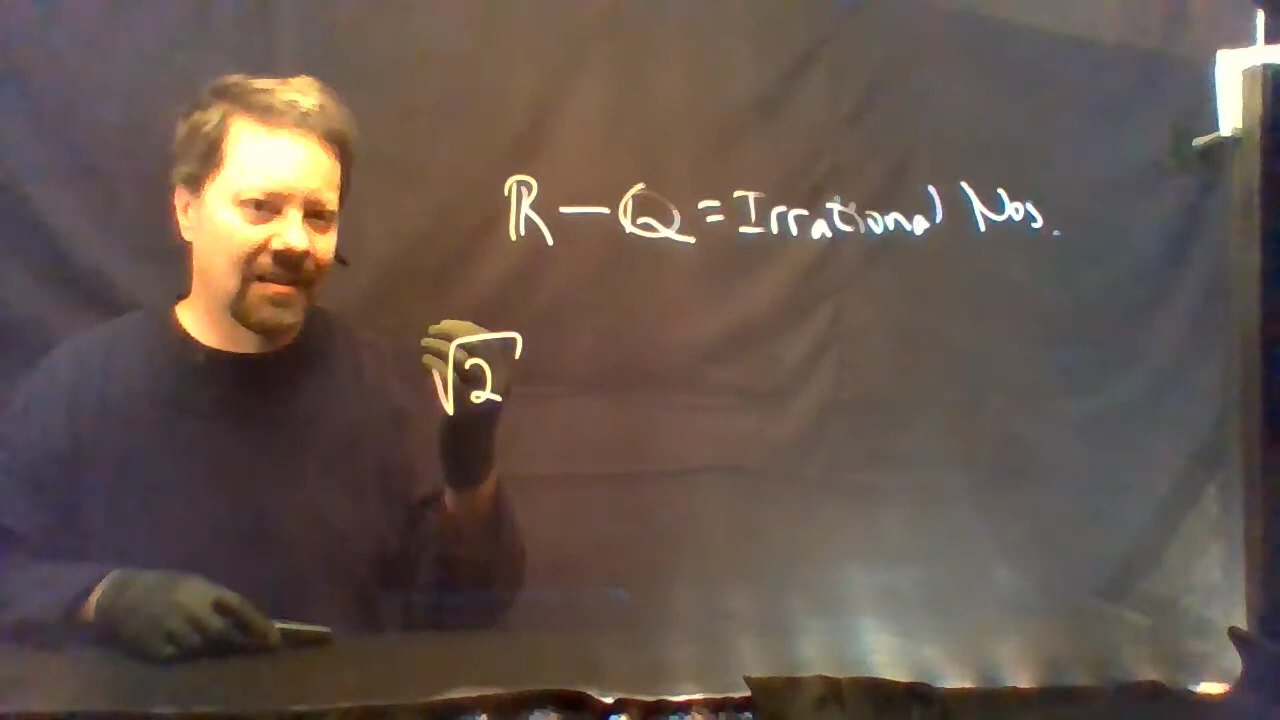 ℝ — ℚ = Irrational Nos.
√2